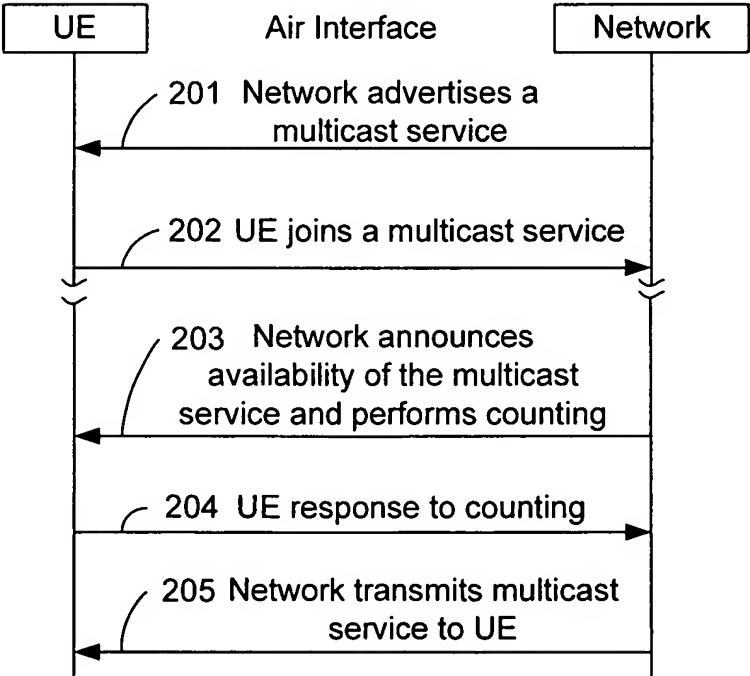 UE Air Interface Network
201 Network advertises a
multicast service
202 UE joins a multicast service
203 Network announces
availability of the multicast
service and performs counting
204 UE response to counting
205 Network transmits multicast
service to UE